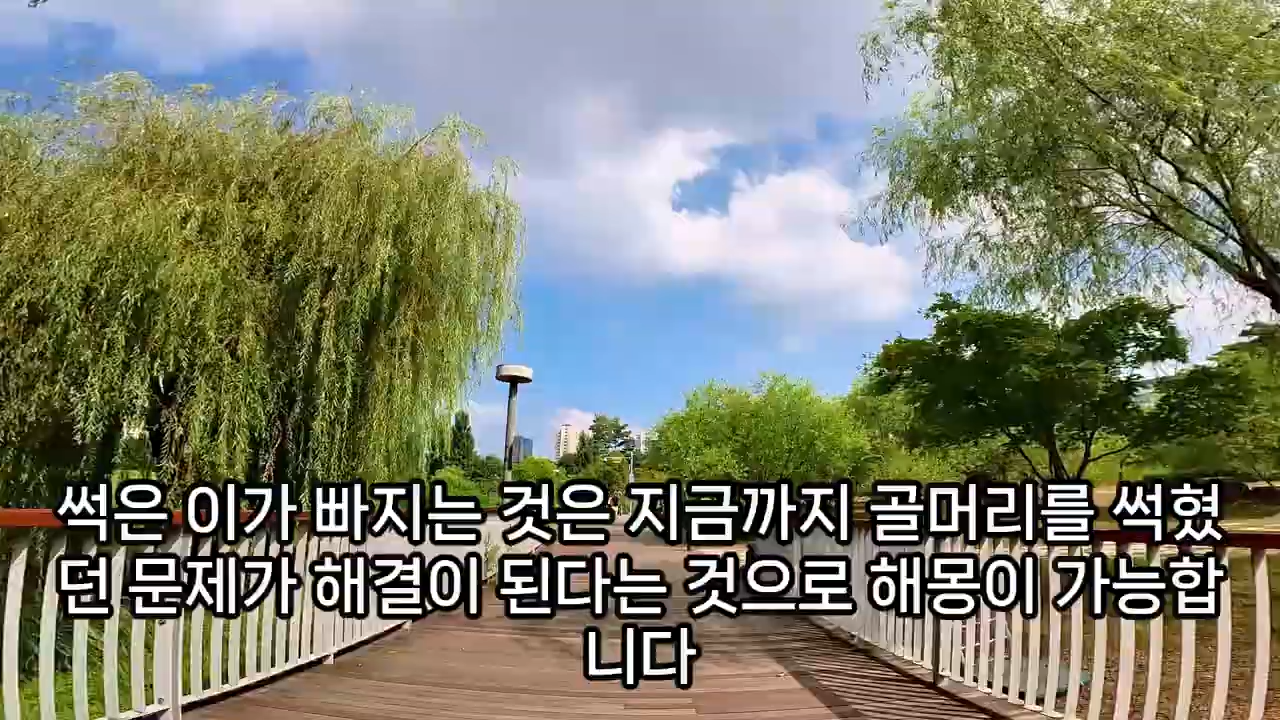 썩은 이가 빠지는 것은 지금까지 골머리를 썩혔
던 문제가 해결이 된다는 것으로 해몽이 가능합
니다